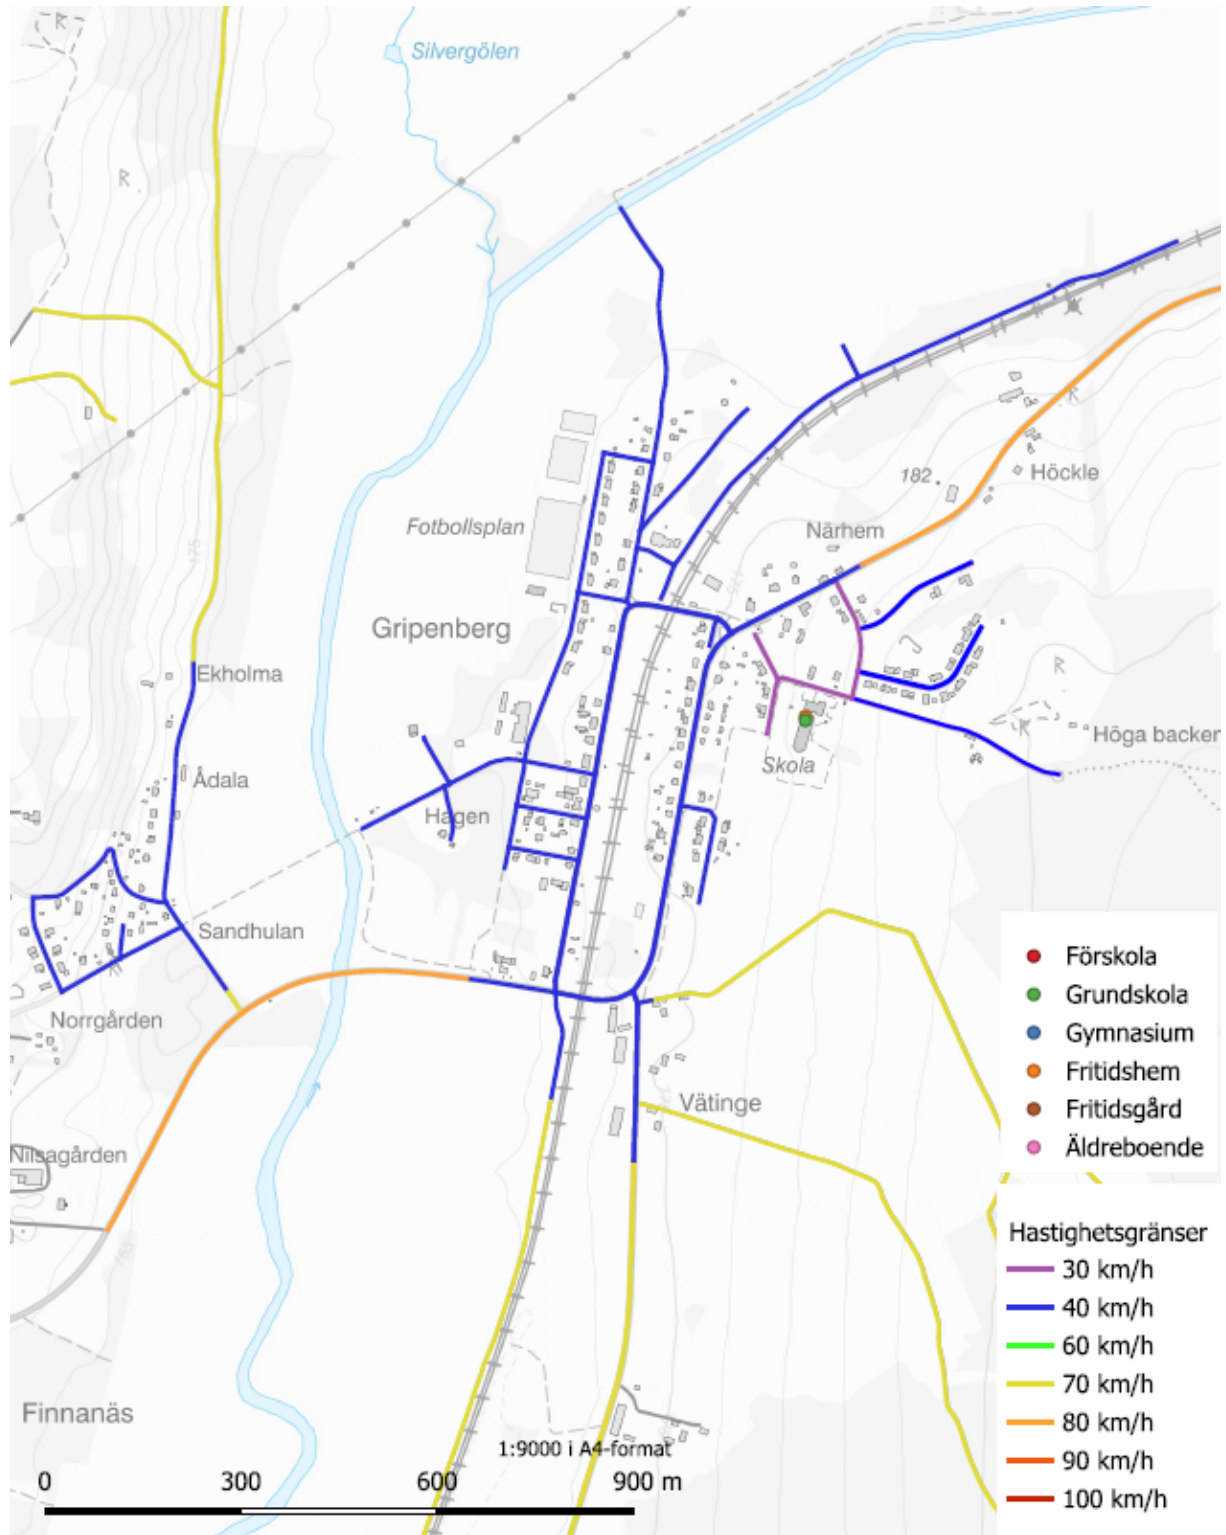 R
Silvergölen
R
R
Höckle
182
Närhem
Fotbollsplan
175
Gripenberg
Ekholma
R
R
Höga backen
Skola
Ådala
Hagen
Sandhulan
Norrgården
Vätinge
Nilsagården
Finnanäs
Förskola
Grundskola
Gymnasium
Fritidshem
Fritidsgård
Äldreboende
Hastighetsgränser
30 km/h
40 km/h
60 km/h
70 km/h
80 km/h
90 km/h
100 km/h
1:9000 i A4-format
0 300 600 900 m